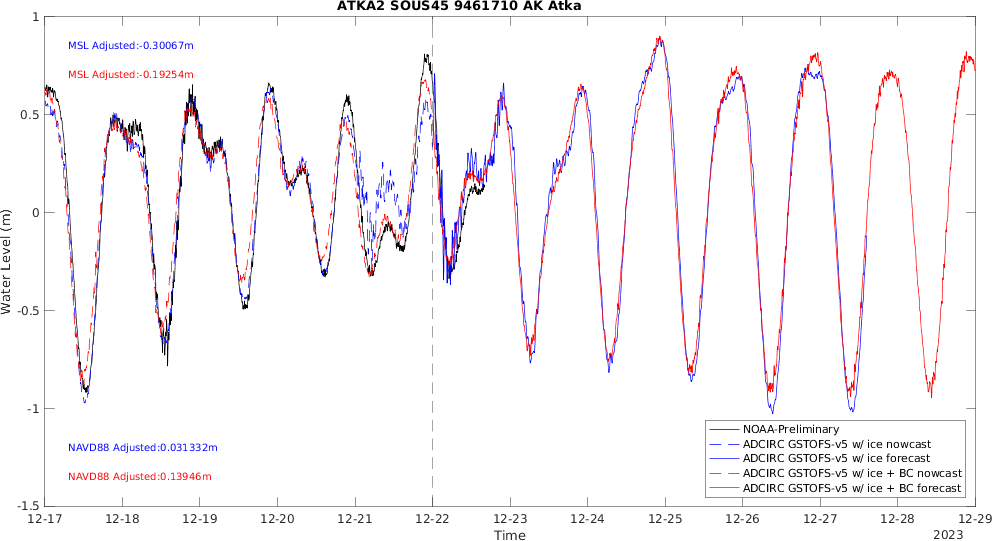 ATKA2 SOUS45 9461710 AK Atka
MSL Adjusted:-0.30067m
MSL Adjusted:-0.19254m
NAVD88 Adjusted:0.031332m
NAVD88 Adjusted:0.13946m
Water Level (m)
1
0.5
0
-0.5
-1
-1.5
NOAA-Preliminary
ADCIRC GSTOFS-v5 w/ ice nowcast
ADCIRC GSTOFS-v5 w/ ice forecast
ADCIRC GSTOFS-v5 w/ ice + BC nowcast
ADCIRC GSTOFS-v5 w/ ice + BC forecast
12-17 12-18 12-19 12-20 12-21 12-22 12-23 12-24 12-25 12-26 12-27 12-28 12-29
Time
2023